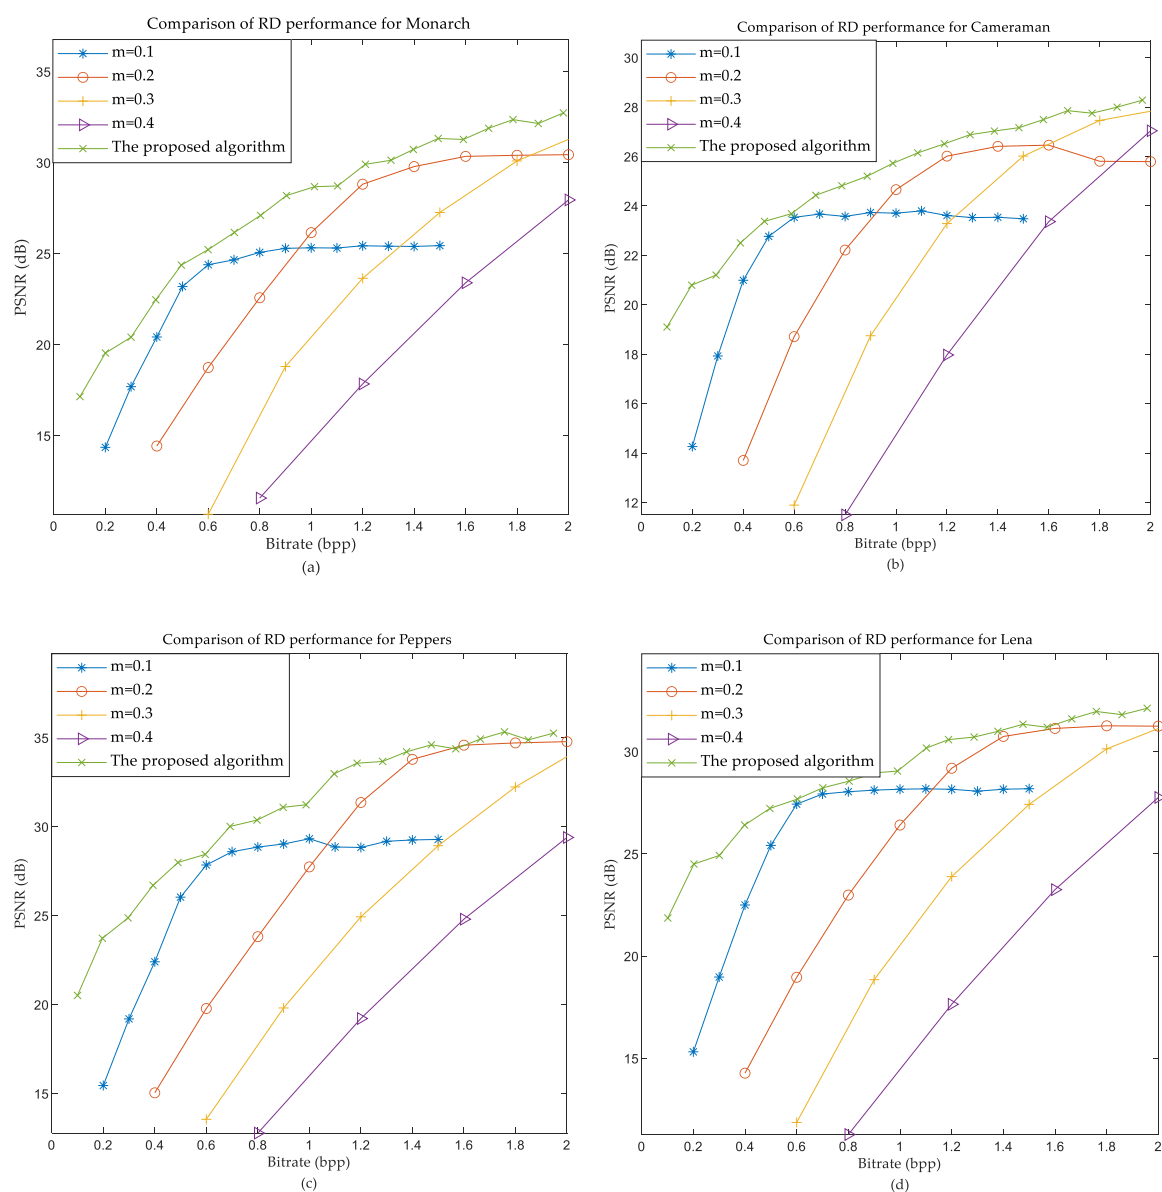 Comparison of RD performance for Monarch
m=0.1
m=0.2
m=0.3
m=0.4
The proposed algorithm
PSNR (dB)
35
30
25
20
15
0 0.2 0.4 0.6 0.8 1 1.2 1.4 1.6 1.8 2
Bitrate (bpp)
(a)
Comparison of RD performance for Cameraman
m=0.1
m=0.2
m=0.3
m=0.4
The proposed algorithm
PSNR (dB)
30
28
26
24
22
20
18
16
14
12
0 0.2 0.4 0.6 0.8 1 1.2 1.4 1.6 1.8 2
Bitrate (bpp)
(b)
Comparison of RD performance for Peppers
m=0.1
m=0.2
m=0.3
m=0.4
The proposed algorithm
PSNR (dB)
35
30
25
20
15
0 0.2 0.4 0.6 0.8 1 1.2 1.4 1.6 1.8 2
Bitrate (bpp)
(c)
Comparison of RD performance for Lena
m=0.1
m=0.2
m=0.3
m=0.4
The proposed algorithm
PSNR (dB)
30
25
20
15
0 0.2 0.4 0.6 0.8 1 1.2 1.4 1.6 1.8 2
Bitrate (bpp)
(d)